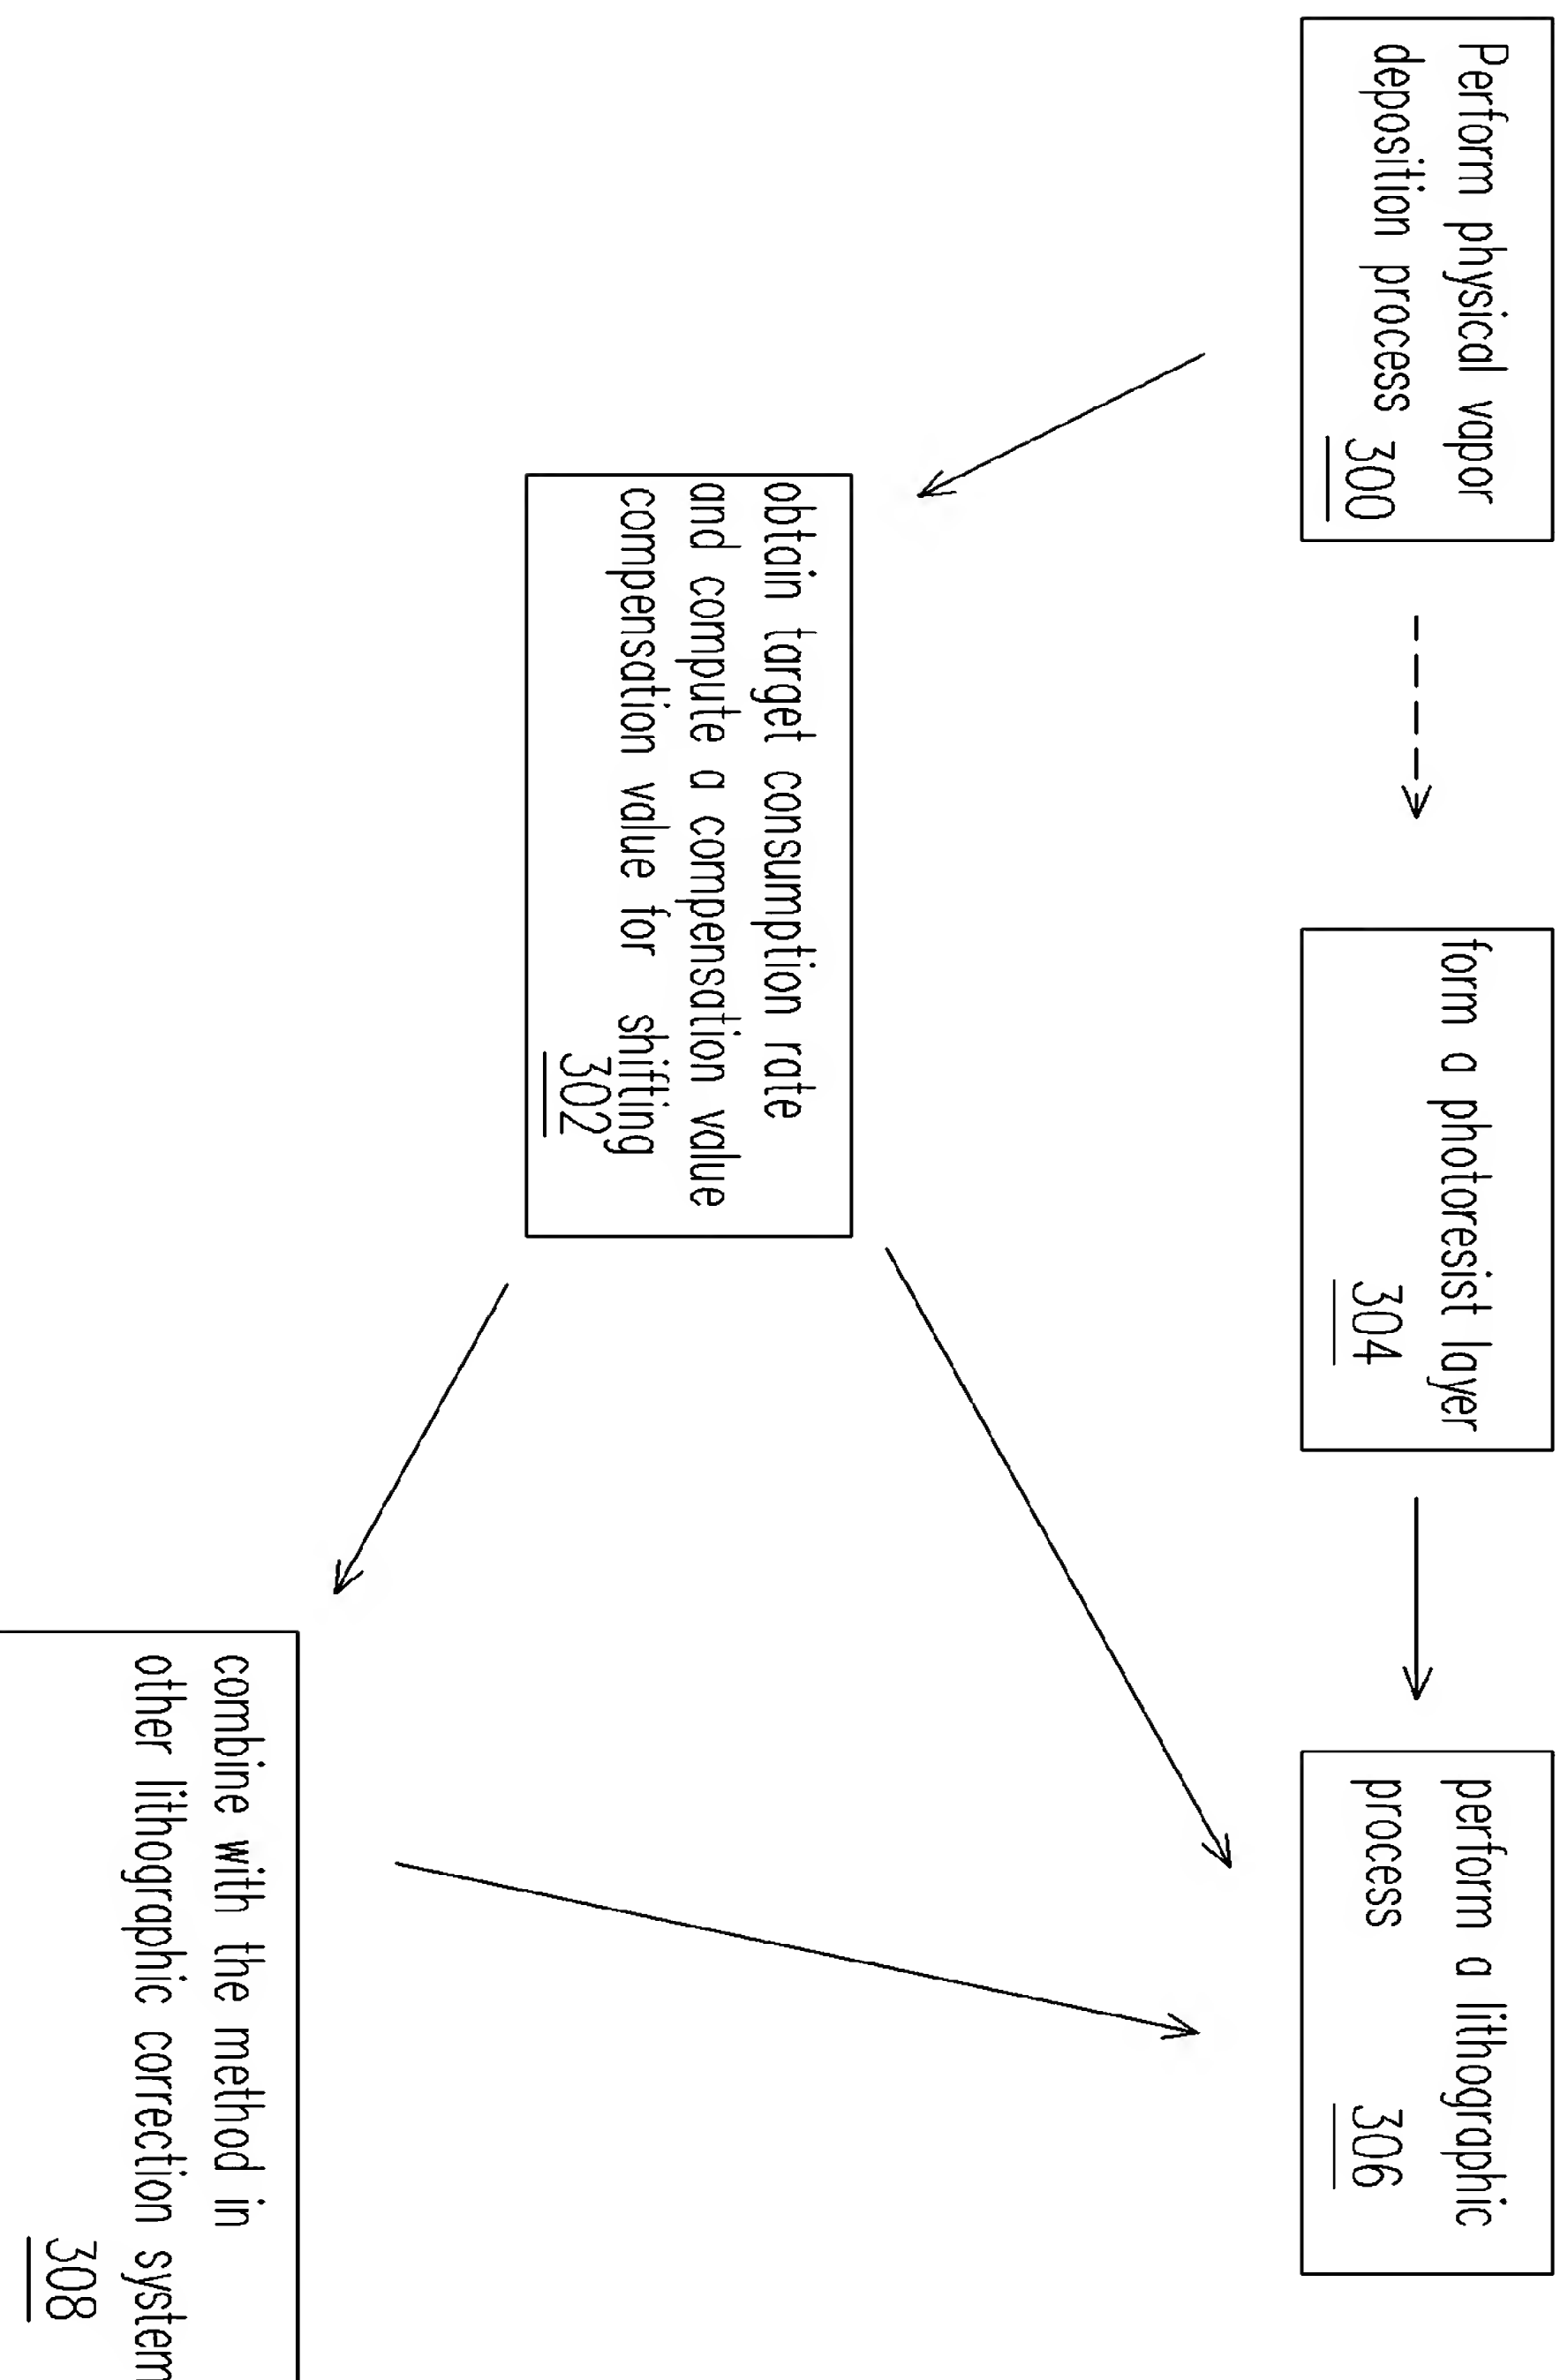 Perform physical vapor
deposition process 300
form a photoresist layer
304
perform a lithographic
process 306
obtain target consumption rate
and compute a compensation value
compensation value for shifting
302
combine with the method in
other lithographic correction system
308